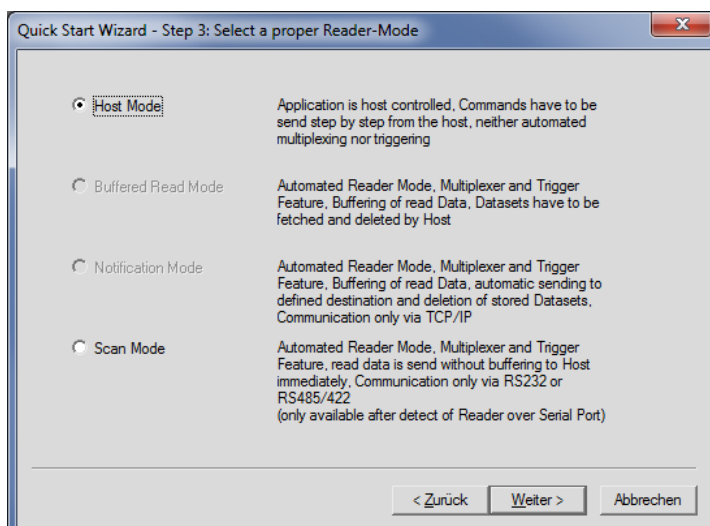 Quick Start Wizard - Step 3: Select a proper Reader-Mode
Host Mode
Application is host controlled, Commands have to be
send step by step from the host, neither automated
multiplexing nor triggering
Buffered Read Mode
Automated Reader Mode, Multiplexer and Trigger
Feature, Buffering of read Data, Datasets have to be
fetched and deleted by Host
Notification Mode
Automated Reader Mode, Multiplexer and Trigger
Feature, Buffering of read Data, automatic sending to
defined destination and deletion of stored Datasets,
Communication only via TCP/IP
Scan Mode
Automated Reader Mode, Multiplexer and Trigger
Feature, read data is send without buffering to Host
immediately, Communication only via RS232 or
RS485/422
(only available after detect of Reader over Serial Port)
< Zurück
Weiter >
Abbrechen